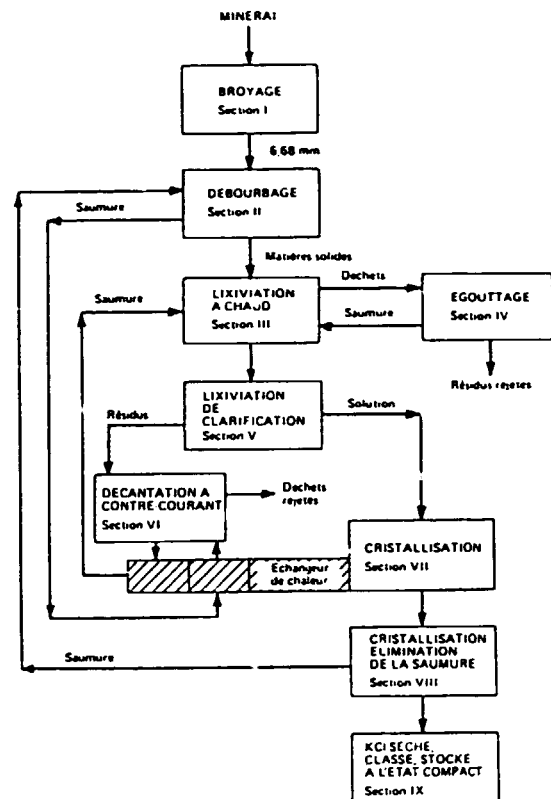 MINERAI
BROYAGE
Section I
6,68 mm
DEBOURBAGE
Section II
Saumure
Matières solides
Saumure
LIXIVIATION
A CHAUD
Section III
Dechets
Saumure
EGOUTTAGE
Section IV
Résidus rejetes
LIXIVIATION
DE
CLARIFICATION
Section V
Résidus
Solution
DECANTATION A
CONTRE-COURANT
Section VI
Dechets
rejetes
Echangeur
de chaleur
CRISTALLISATION
Section VII
CRISTALLISATION
ELIMINATION
DE LA SAUMURE
Section VIII
Saumure
KCl SECHE,
CLASSE, STOCKE
A L'ETAT COMPACT
Section IX